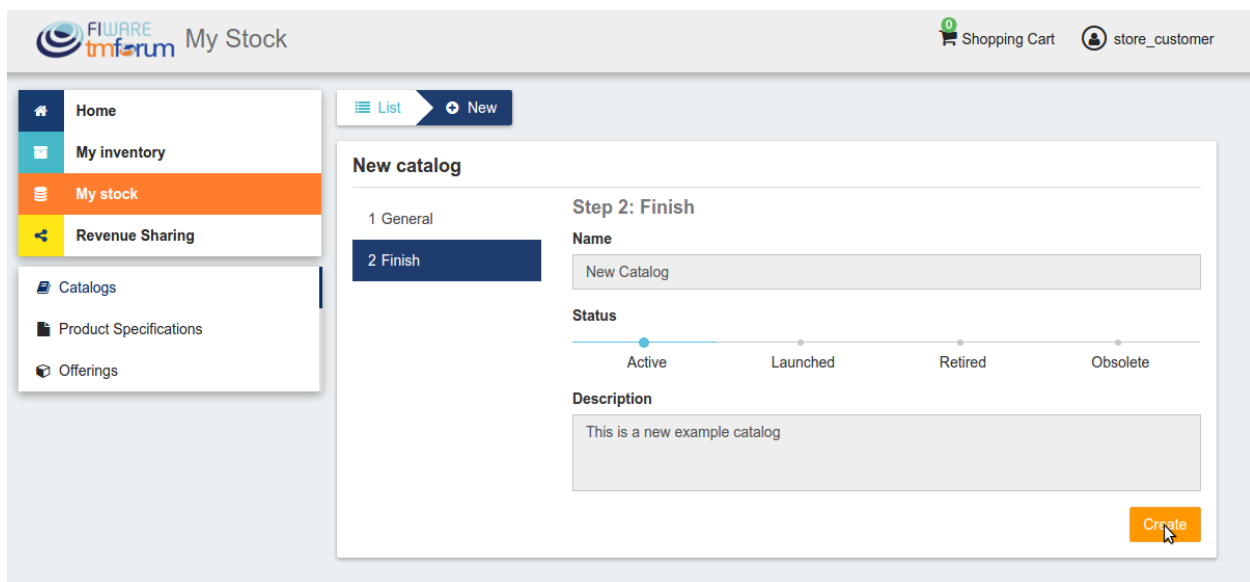 FIWARE
tmforum
My Stock
0
Shopping Cart
store_customer
Home
My inventory
My stock
Revenue Sharing
Catalogs
Product Specifications
Offerings
List
New
New catalog
1 General
2 Finish
Step 2: Finish
Name
New Catalog
Status
Active Launched Retired Obsolete
Description
This is a new example catalog
Create